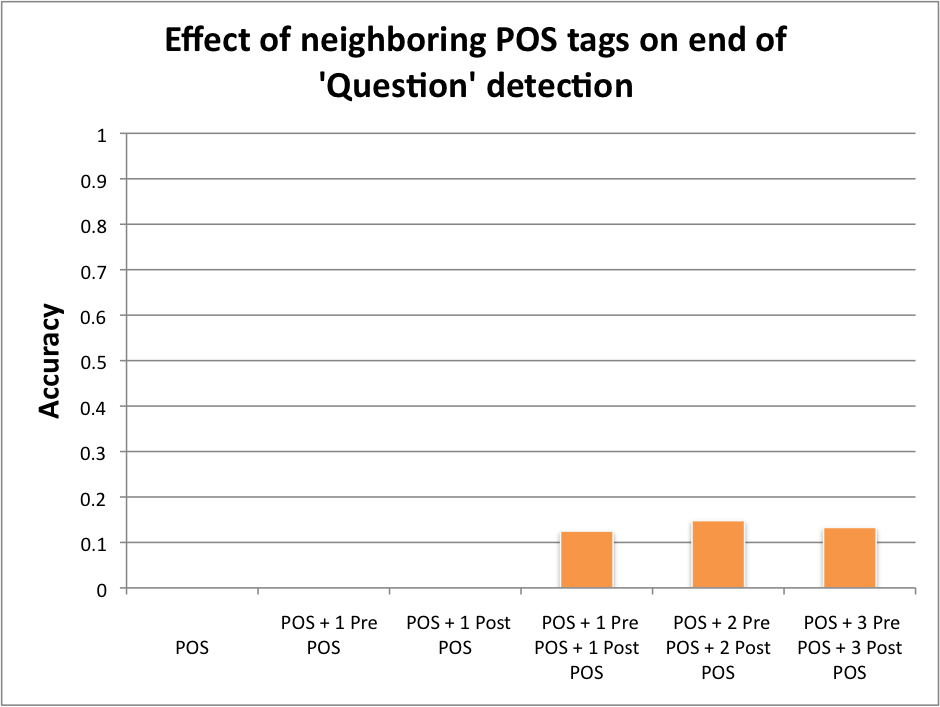 Effect of neighboring POS tags on end of
'Question' detection
1
0.9
0.8
0.7
0.6
0.5
0.4
0.3
0.2
0.1
0
Accuracy
POS
POS + 1 Pre
POS
POS + 1 Post
POS
POS + 1 Pre
POS + 1 Post
POS
POS + 2 Pre
POS + 2 Post
POS
POS + 3 Pre
POS + 3 Post
POS